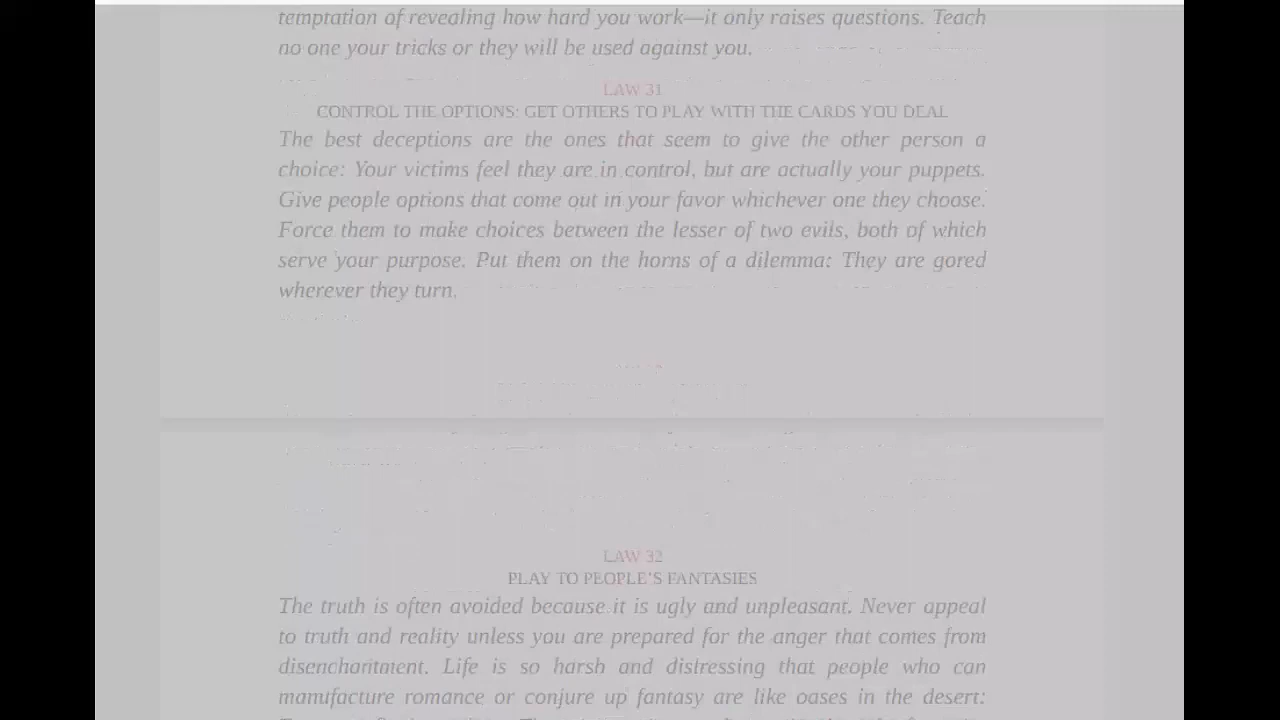 temptation of revealing how hard you work—it only raises questions. Teach
no one your tricks or they will be used against you.
LAW 31
CONTROL THE OPTIONS: GET OTHERS TO PLAY WITH THE CARDS YOU DEAL
The best deceptions are the ones that seem to give the other person a
choice: Your victims feel they are in control, but are actually your puppets.
Give people options that come out in your favor whichever one they choose.
Force them to make choices between the lesser of two evils, both of which
serve your purpose. Put them on the horns of a dilemma: They are gored
wherever they turn.
LAW 32
PLAY TO PEOPLE'S FANTASIES
The truth is often avoided because it is ugly and unpleasant. Never appeal
to truth and reality unless you are prepared for the anger that comes from
disenchantment. Life is so harsh and distressing that people who can
manufacture romance or conjure up fantasy are like oases in the desert: